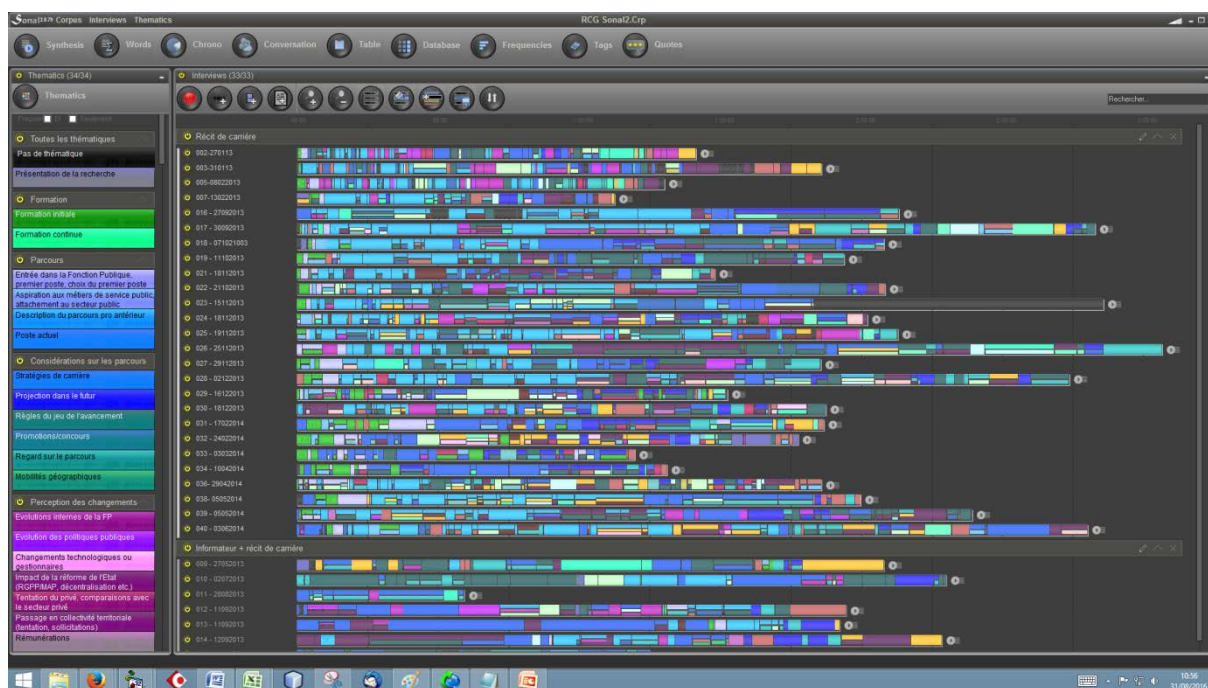 Sonal Corpus Interviews Thematics
RCG Sonal2.Crp
Synthesis Words Chrono Conversation Table Database Frequencies Tags Quotes
Thematics (34/34)
Interviews (33/33)
Thematics
Rechercher...
Toutes les thématiques
Pas de thématique
Présentation de la recherche
Formation
Formation initiale
Formation continue
Parcours
Entrée dans la Fonction Publique,
premier poste, choix du premier poste
Aspiration aux métiers de service public,
attachement au secteur public
Description du parcours pro antérieur
Poste actuel
Considérations sur les parcours
Stratégies de carrière
Projection dans le futur
Règles du jeu de l'avancement
Promotions/concours
Regard sur le parcours
Mobilités géographiques
Perception des changements
Evolutions internes de la FP
Evolution des politiques publiques
Changements technologiques ou
gestionnaires
Impact de la réforme de l'Etat
(RGPP/MAP, décentralisation etc.)
Tentation du privé, comparaisons avec
le secteur privé
Passage en collectivité territoriale
(tentation, sollicitations)
Rémunérations
Récit de carrière
002-270113
003-310113
005-08022013
007-13022013
016 - 27092013
017 - 30092013
018 - 071021003
019 - 11102013
021 - 18112013
022 - 21102013
023 - 15112013
024 - 18112013
025 - 19112013
026 - 25112013
027 - 29112013
028 - 02122013
029 - 16122013
030 - 18122013
031 - 17022014
032 - 24022014
033 - 03032014
034 - 10042014
036- 29042014
038- 05052014
039 - 05052014
040 - 03062014
Informateur + récit de carrière
009 - 27052013
010 - 02072013
011 - 28082013
012 - 11092013
013 - 11092013
014 - 12092013
10:56
31/08/2016